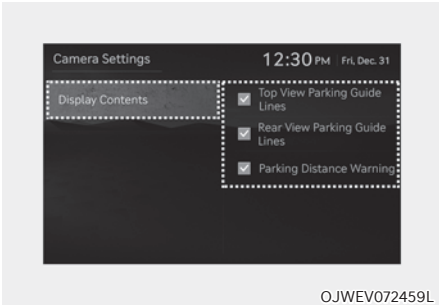 Camera Settings 12:30 PM Fri, Dec. 31
Display Contents
Top View Parking Guide
Lines
Rear View Parking Guide
Lines
Parking Distance Warning
OJWEV072459L